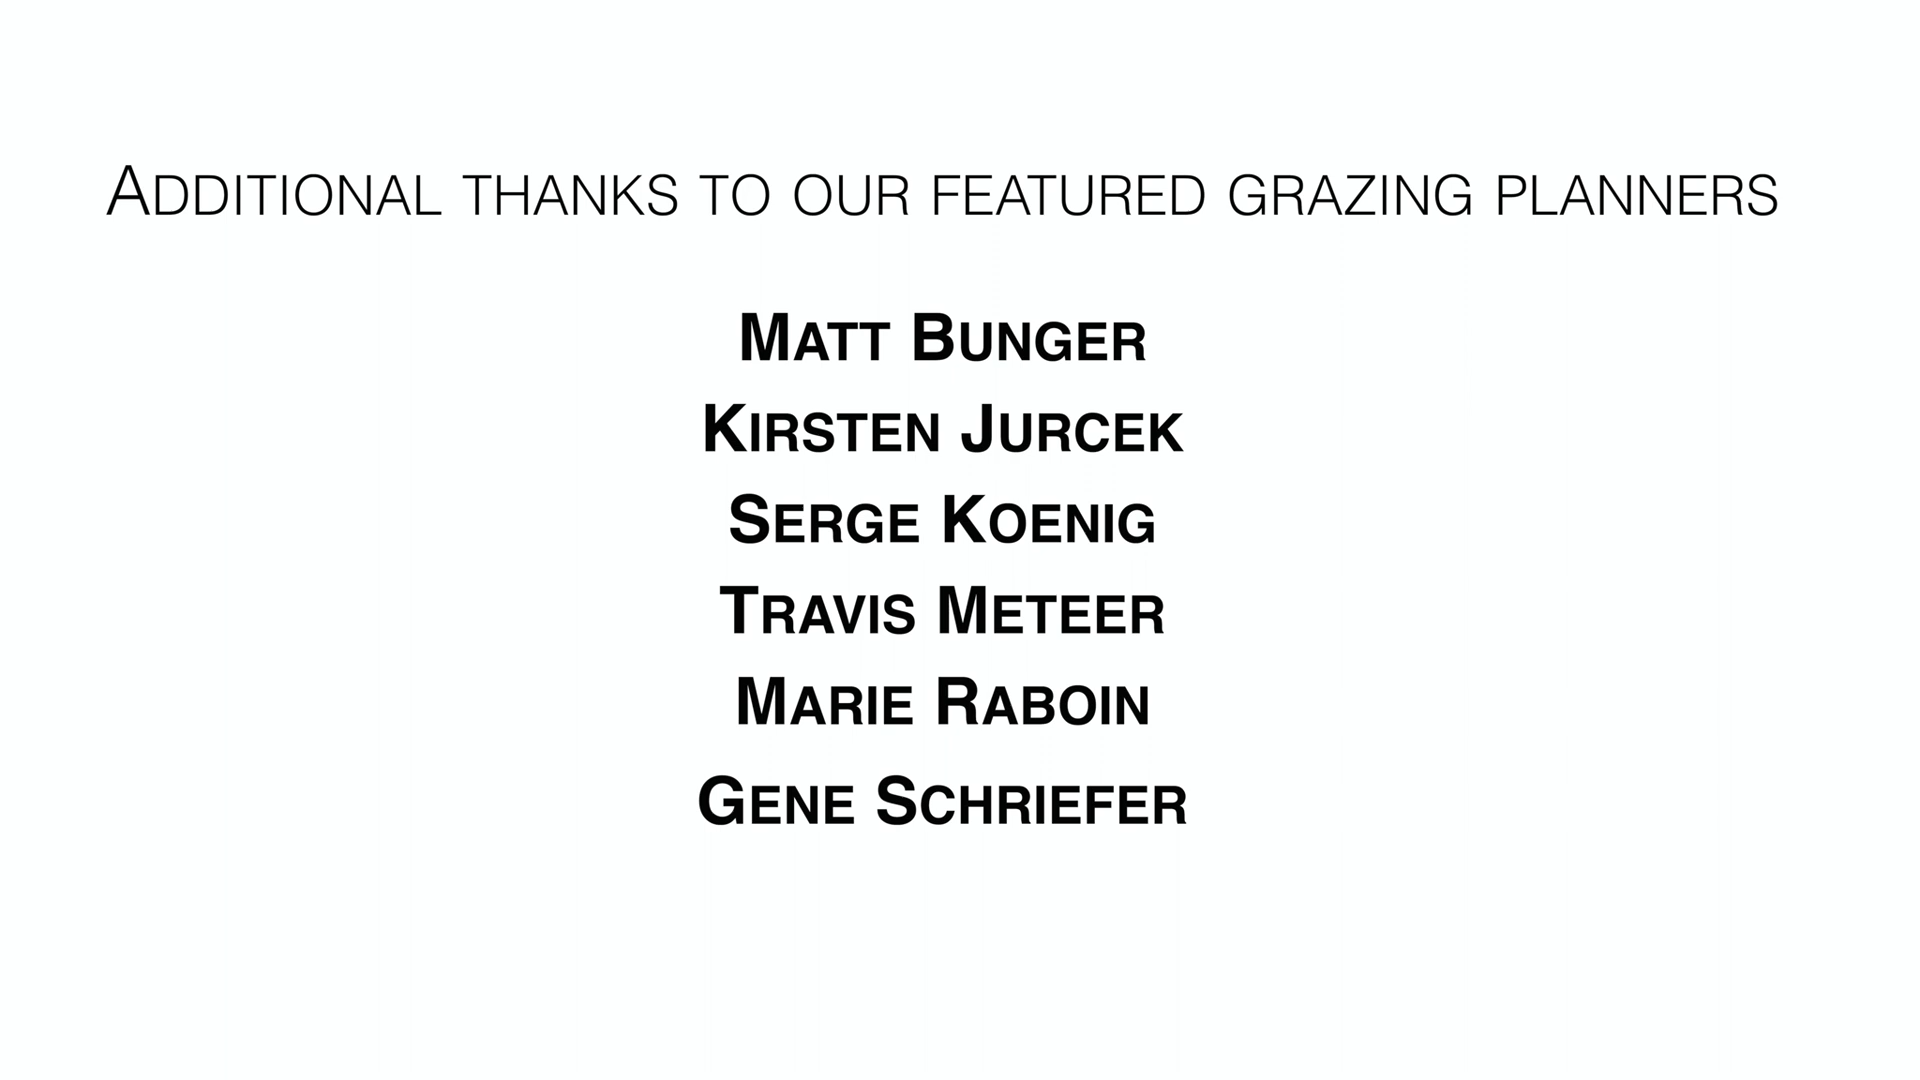 Additional thanks to our featured grazing planners
Matt Bunger
Kirsten Jurcek
Serge Koenig
Travis Meteer
Marie Raboin
Gene Schriefer